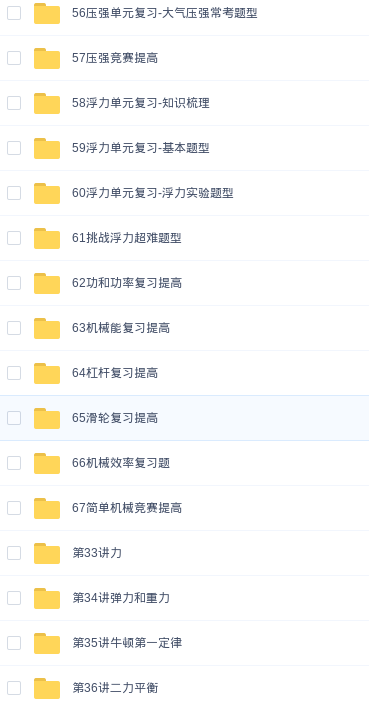 56压强单元复习-大气压强常考题型
57压强竞赛提高
58浮力单元复习-知识梳理
59浮力单元复习-基本题型
60浮力单元复习-浮力实验题型
61挑战浮力超难题型
62功和功率复习提高
63机械能复习提高
64杠杆复习提高
65滑轮复习提高
66机械效率复习题
67简单机械竞赛提高
第33讲力
第34讲弹力和重力
第35讲牛顿第一定律
第36讲二力平衡